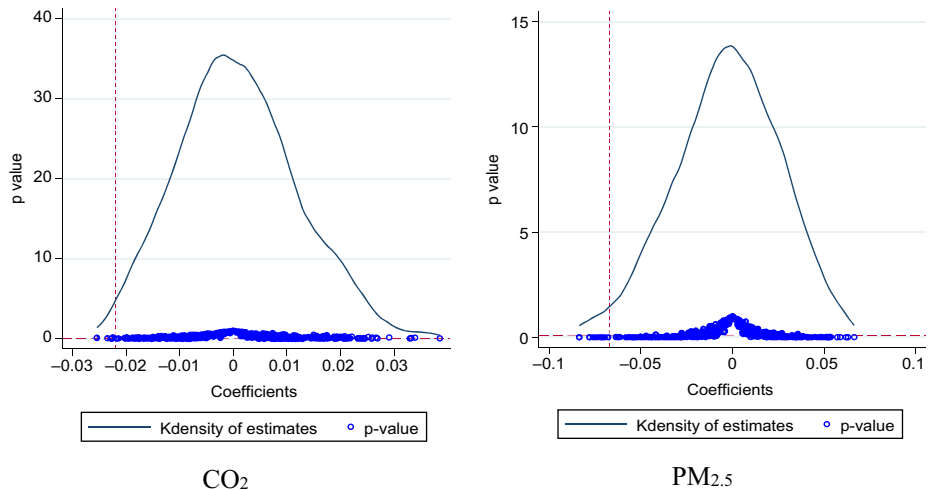 40
30
20
10
0
p value
−0.03
−0.02
−0.01
0
0.01
0.02
0.03
Coefficients
Kdensity of estimates
p-value
CO₂
15
10
5
0
p value
−0.1
−0.05
0
0.05
0.1
Coefficients
Kdensity of estimates
p-value
PM₂.₅